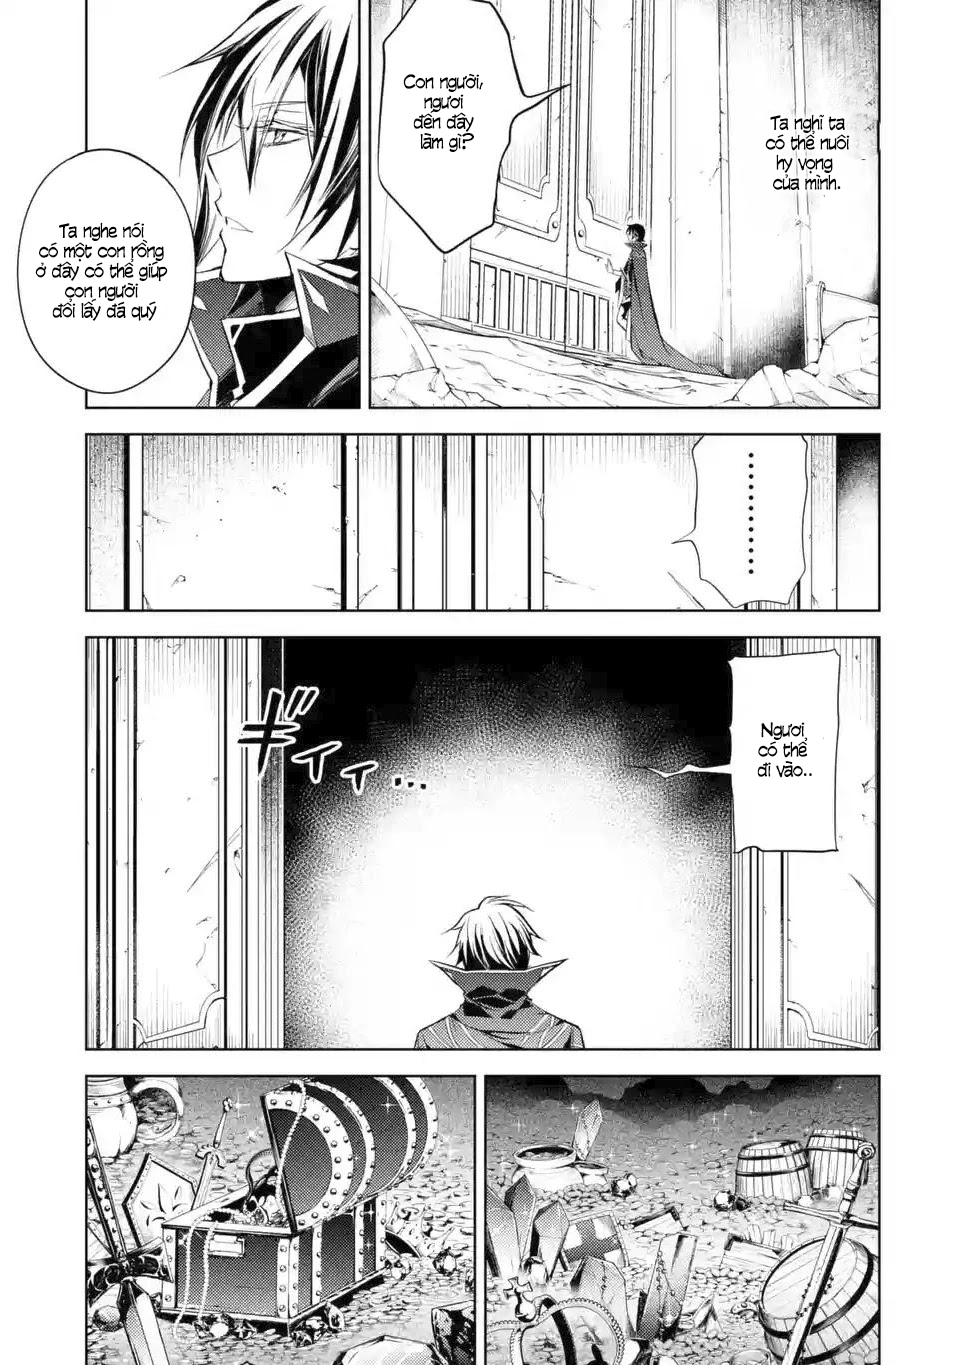 Ta nghĩ ta
có thể nuôi
hy vọng
của mình.
Con người,
ngươi
đến đây
làm gì?
Ta nghe nói
có một con rồng
ở đây có thể giúp
con người
đổi lấy đá quý
..........
Ngươi
có thể
đi vào..
ギィィ...